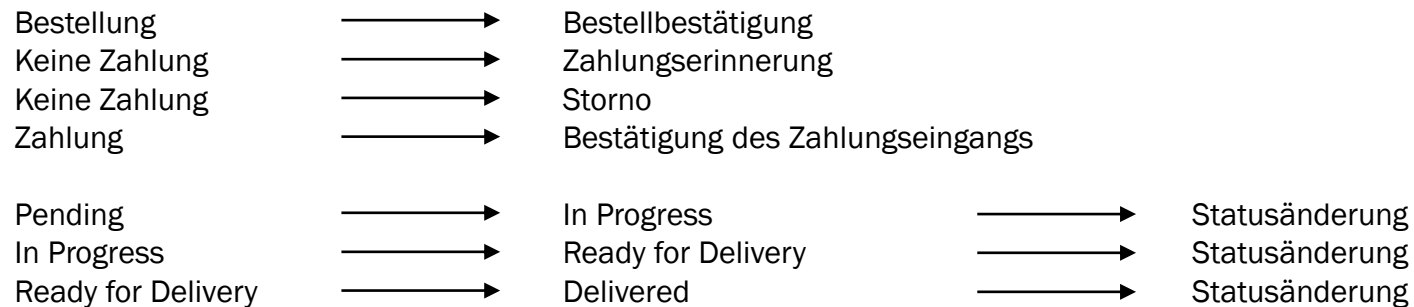 Bestellung Bestellbestätigung
Keine Zahlung Zahlungserinnerung
Keine Zahlung Storno
Zahlung Bestätigung des Zahlungseingangs
Pending In Progress Statusänderung
In Progress Ready for Delivery Statusänderung
Ready for Delivery Delivered Statusänderung